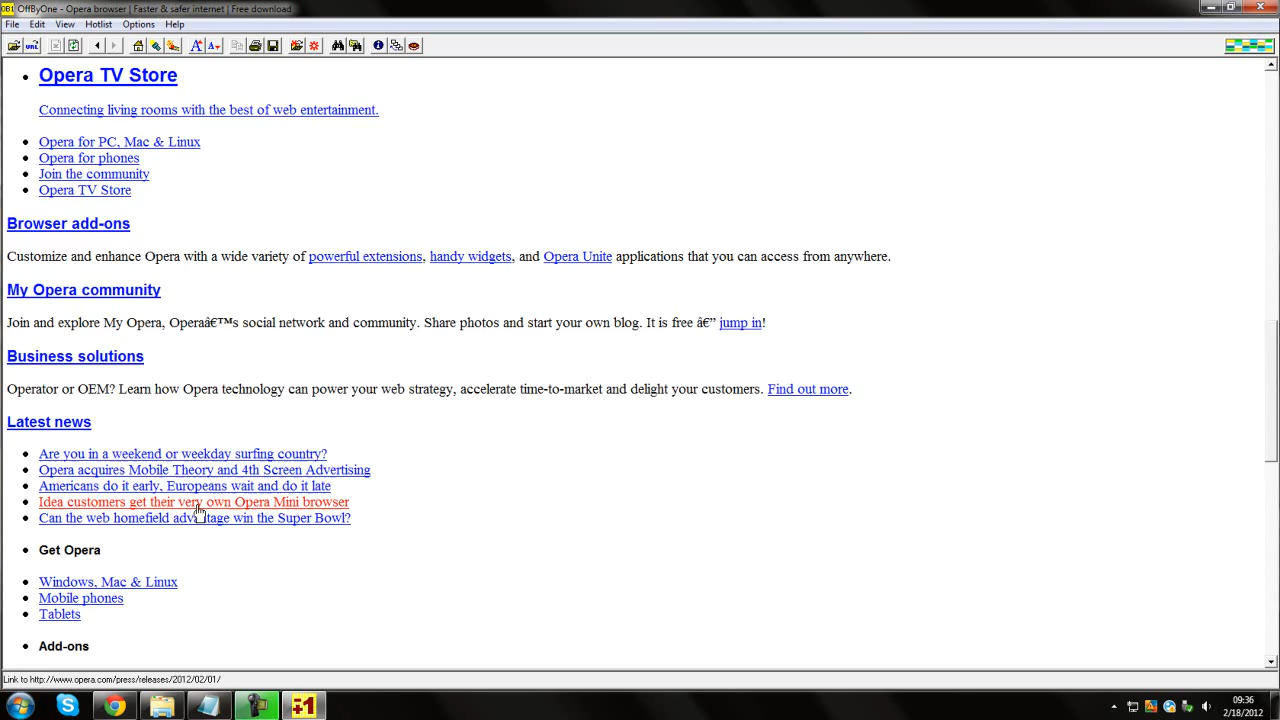 OB1 OffByOne - Opera browser | Faster & safer internet | Free download
File Edit View Hotlist Options Help
URL A A
Opera TV Store
Connecting living rooms with the best of web entertainment.
Opera for PC, Mac & Linux
Opera for phones
Join the community
Opera TV Store
Browser add-ons
Customize and enhance Opera with a wide variety of powerful extensions, handy widgets, and Opera Unite applications that you can access from anywhere.
My Opera community
Join and explore My Opera, Operaâ€™s social network and community. Share photos and start your own blog. It is free â€” jump in!
Business solutions
Operator or OEM? Learn how Opera technology can power your web strategy, accelerate time-to-market and delight your customers. Find out more.
Latest news
Are you in a weekend or weekday surfing country?
Opera acquires Mobile Theory and 4th Screen Advertising
Americans do it early, Europeans wait and do it late
Idea customers get their very own Opera Mini browser
Can the web homefield advantage win the Super Bowl?
Get Opera
Windows, Mac & Linux
Mobile phones
Tablets
Add-ons
Link to http://www.opera.com/press/releases/2012/02/01/
09:36
2/18/2012